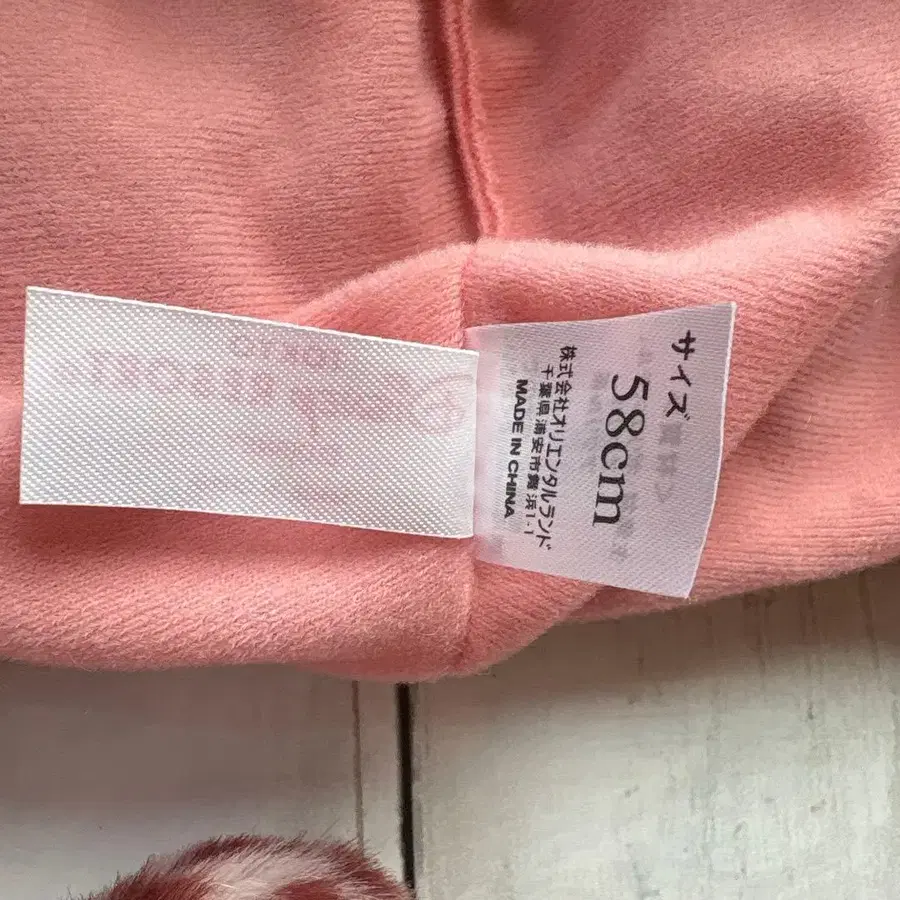 サイズ
58cm
株式会社オリエンタルランド
千葉県浦安市舞浜1-1
MADE IN CHINA